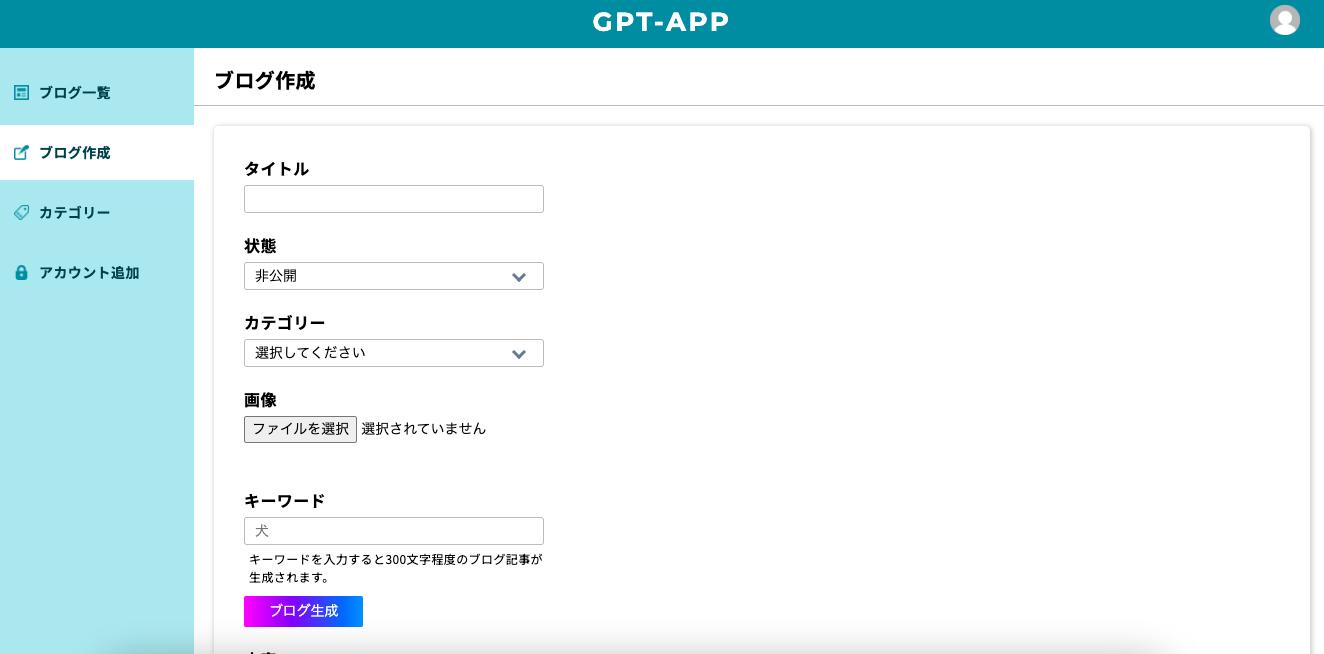 GPT-APP
ブログ一覧
ブログ作成
カテゴリー
アカウント追加
ブログ作成
タイトル
状態
非公開
カテゴリー
選択してください
画像
ファイルを選択 選択されていません
キーワード
犬
キーワードを入力すると300文字程度のブログ記事が
生成されます。
ブログ生成